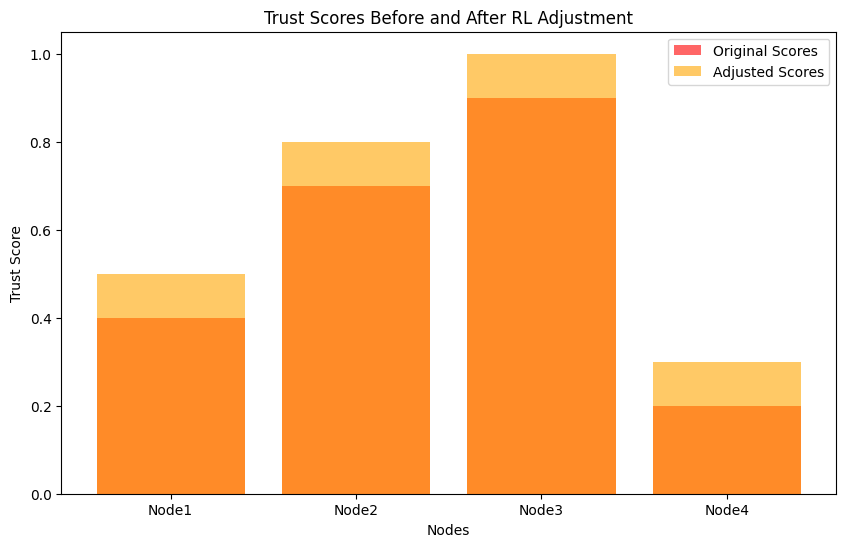 Trust Scores Before and After RL Adjustment
Original Scores
Adjusted Scores
Trust Score
1.0
0.8
0.6
0.4
0.2
0.0
Node1 Node2 Node3 Node4
Nodes